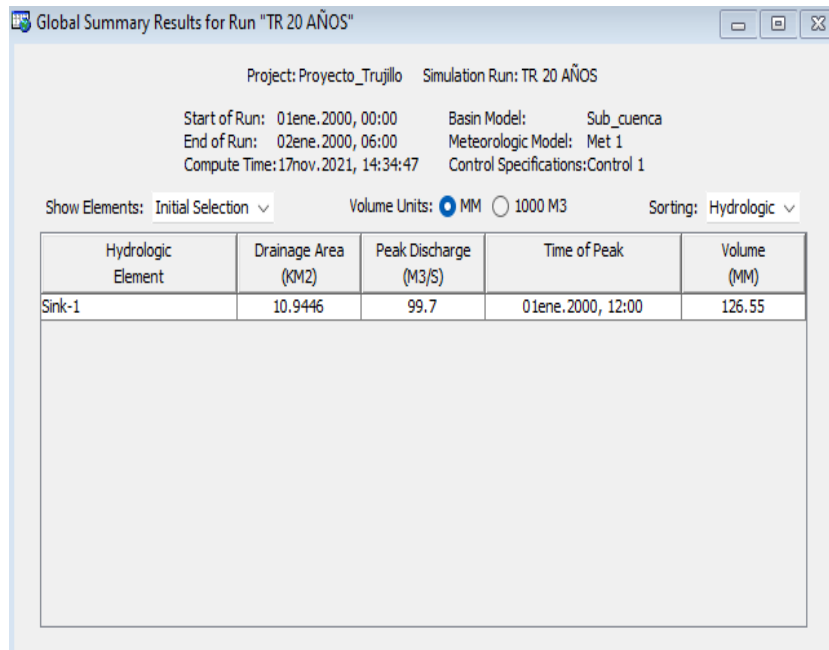 Global Summary Results for Run "TR 20 AÑOS"
Project: Proyecto_Trujillo Simulation Run: TR 20 AÑOS
Start of Run: 01ene.2000, 00:00 Basin Model: Sub_cuenca
End of Run: 02ene.2000, 06:00 Meteorologic Model: Met 1
Compute Time:17nov.2021, 14:34:47 Control Specifications:Control 1
Show Elements: Initial Selection Volume Units: MM 1000 M3 Sorting: Hydrologic
Hydrologic Drainage Area Peak Discharge Time of Peak Volume
Element (KM2) (M3/S) (MM)
Sink-1 10.9446 99.7 01ene.2000, 12:00 126.55